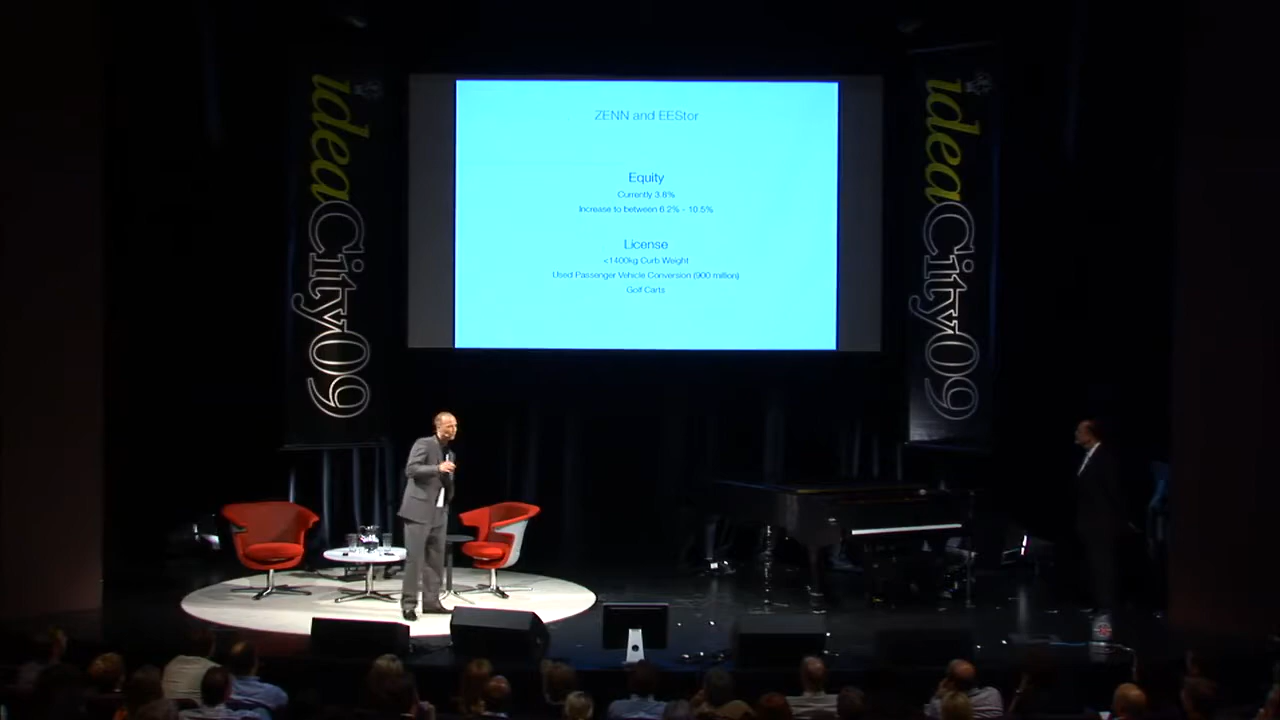 ZENN and EEStor
Equity
Currently 3.8%
Increase to between 6.2% - 10.5%
License
<1400kg Curb Weight
Used Passenger Vehicle Conversion (900 million)
Golf Carts
ideaCity09
ideaCity09